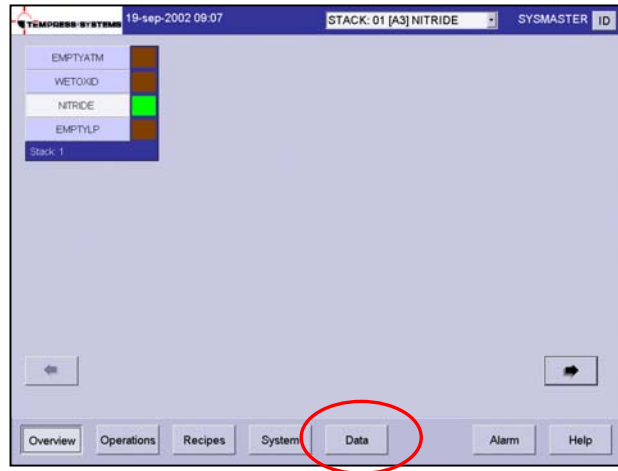 TEMPRESS SYSTEMS 19-sep-2002 09:07 STACK: 01 [A3] NITRIDE SYSMASTER ID
EMPTYATM
WETOXID
NITRIDE
EMPTYLP
Stack: 1
Overview Operations Recipes System Data Alarm Help